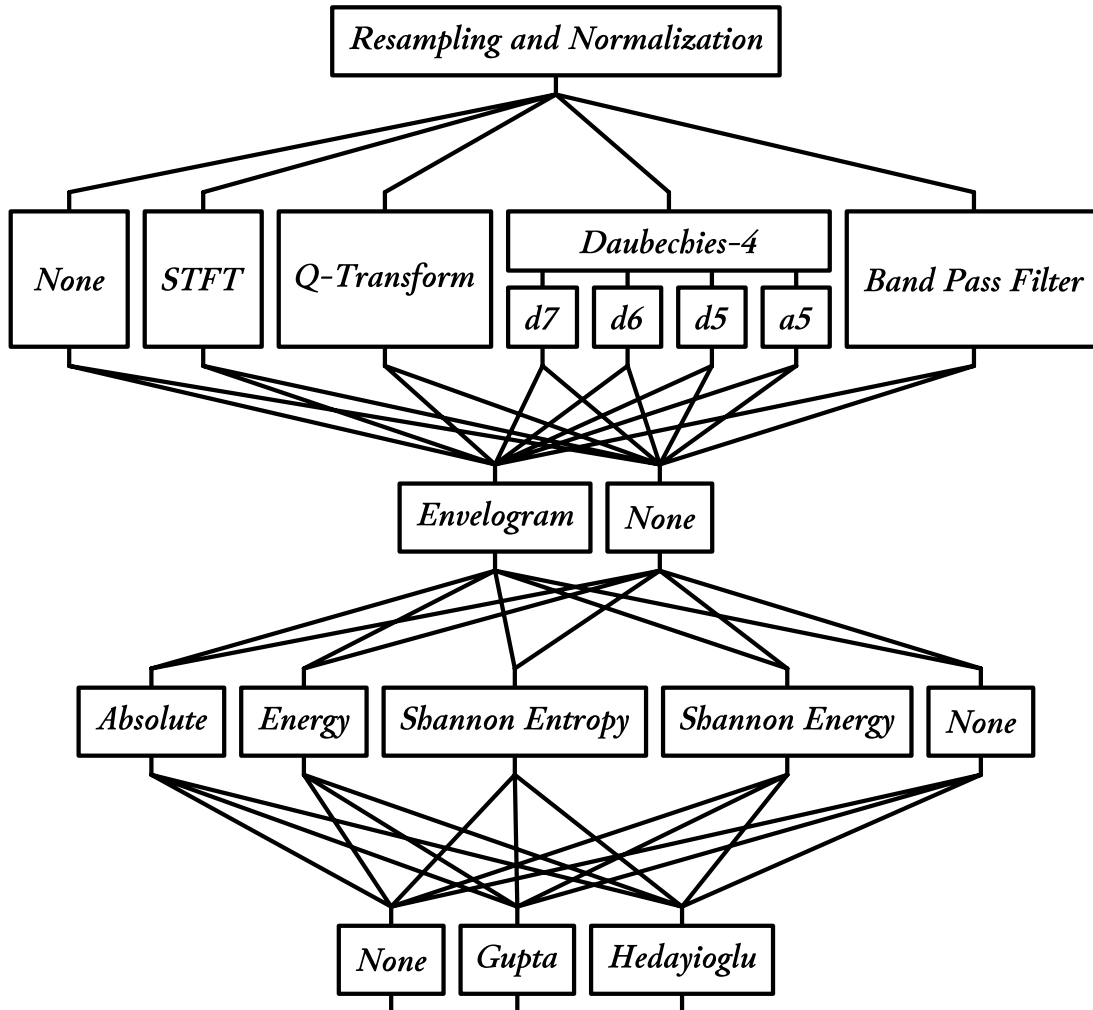 Resampling and Normalization
None
STFT
Q-Transform
Daubechies-4
Band Pass Filter
d7
d6
d5
a5
Envelogram
None
Absolute
Energy
Shannon Entropy
Shannon Energy
None
None
Gupta
Hedayioglu